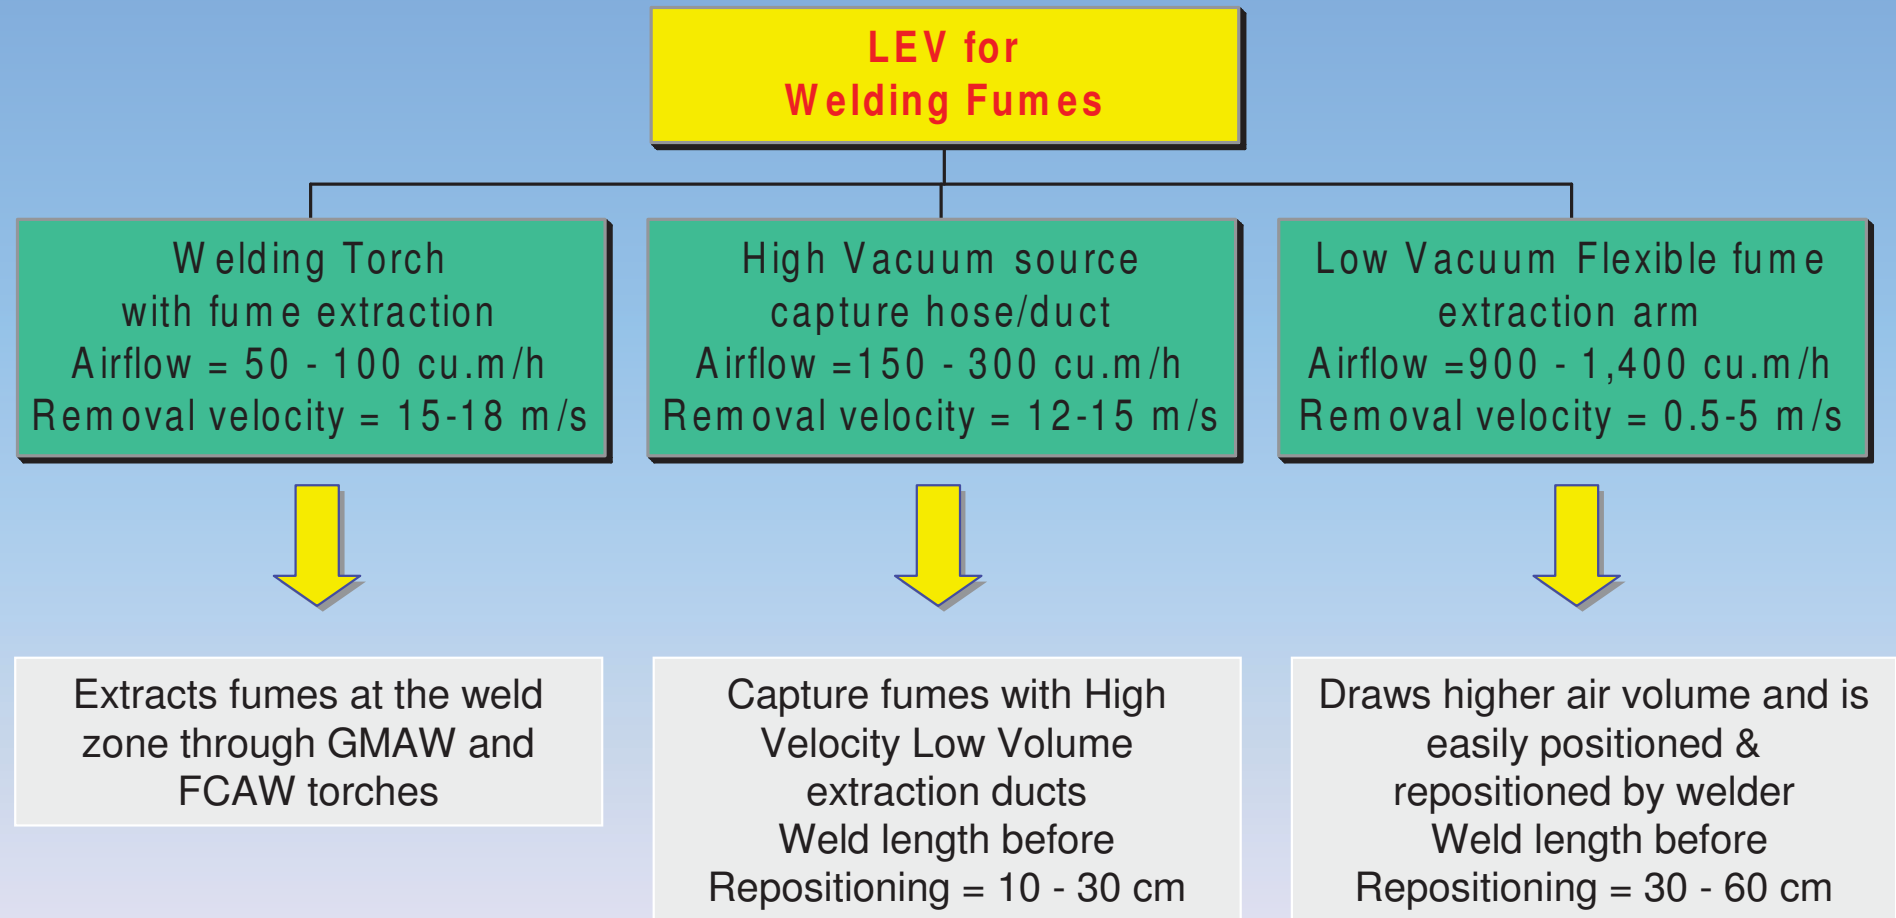 LEV for
Welding Fumes
Welding Torch
with fume extraction
Airflow = 50 - 100 cu.m/h
Removal velocity = 15-18 m/s
High Vacuum source
capture hose/duct
Airflow =150 - 300 cu.m/h
Removal velocity = 12-15 m/s
Low Vacuum Flexible fume
extraction arm
Airflow =900 - 1,400 cu.m/h
Removal velocity = 0.5-5 m/s
Extracts fumes at the weld
zone through GMAW and
FCAW torches
Capture fumes with High
Velocity Low Volume
extraction ducts
Weld length before
Repositioning = 10 - 30 cm
Draws higher air volume and is
easily positioned &
repositioned by welder
Weld length before
Repositioning = 30 - 60 cm